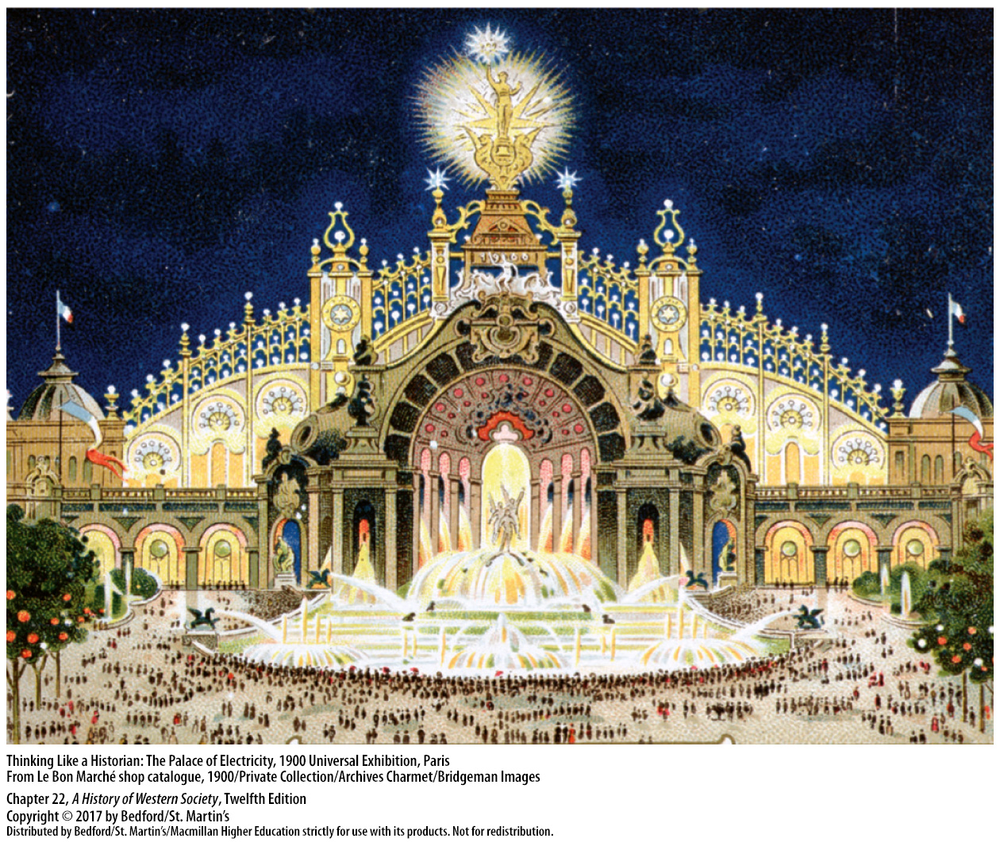 1900
Thinking Like a Historian: The Palace of Electricity, 1900 Universal Exhibition, Paris
From Le Bon Marché shop catalogue, 1900/Private Collection/Archives Charmet/Bridgeman Images
Chapter 22, A History of Western Society, Twelfth Edition
Copyright © 2017 by Bedford/St. Martin's
Distributed by Bedford/St. Martin's/Macmillan Higher Education strictly for use with its products. Not for redistribution.